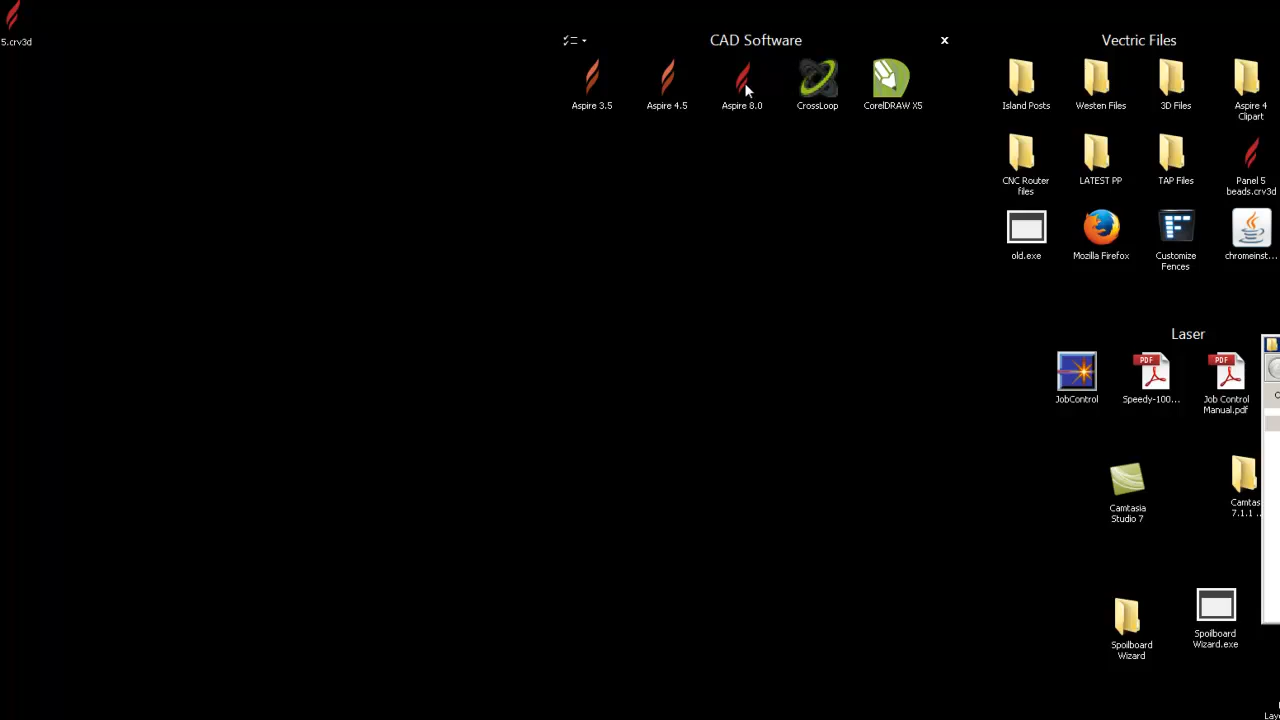 5.crv3d
CAD Software
x
Vectric Files
Aspire 3.5
Aspire 4.5
Aspire 8.0
CrossLoop
CorelDRAW X5
Island Posts
Westen Files
3D Files
Aspire 4
Clipart
CNC Router
files
LATEST PP
TAP Files
Panel 5
beads.crv3d
old.exe
Mozilla Firefox
Customize
Fences
chromeinst...
Laser
PDF
PDF
JobControl
Speedy-100...
Job Control
Manual.pdf
Camtasia
Studio 7
Camtas
7.1.1 ..
Spoilboard
Wizard
Spoilboard
Wizard.exe